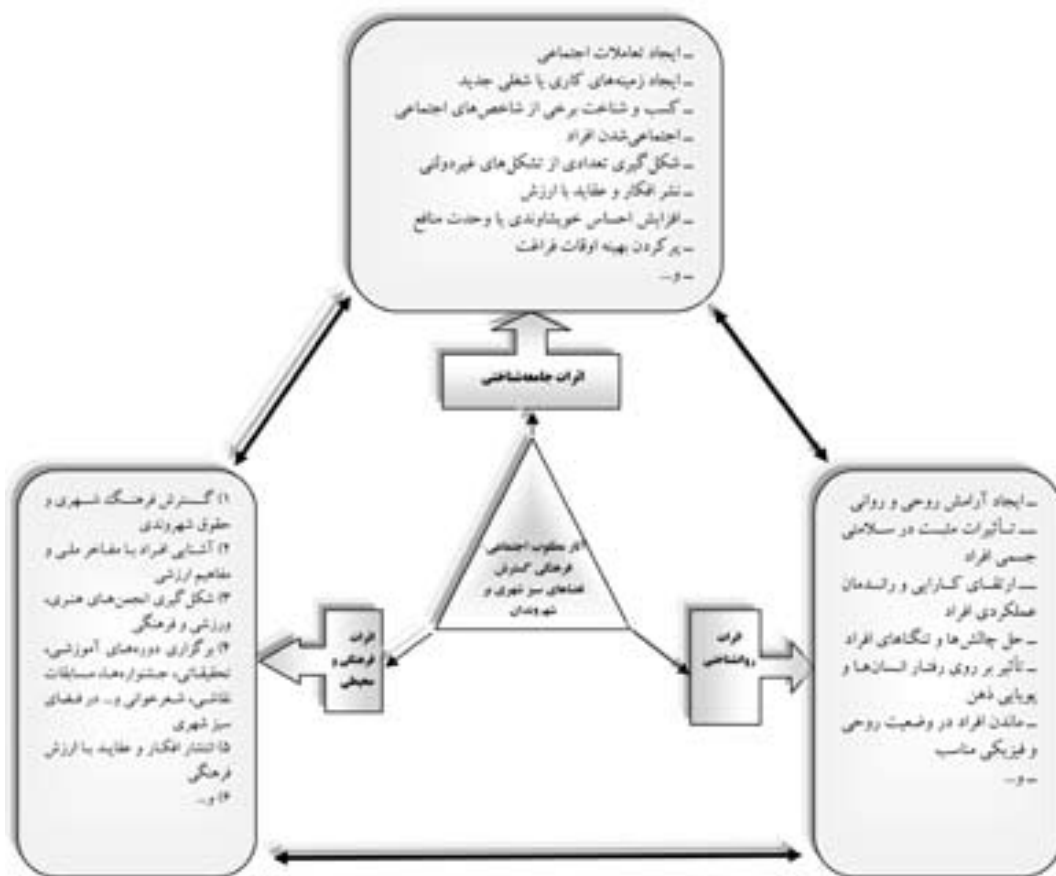 ـ ایجاد تعاملات اجتماعی
ـ ایجاد زمینه‌های کاری یا شغلی جدید
ـ کسب و شناخت برخی از شاخص‌های اجتماعی
ـ اجتماعی‌شدن افراد
ـ شکل‌گیری تعدادی از تشکل‌های غیردولتی
ـ نشر افکار و عقاید با ارزش
ـ افزایش احساس خویشاوندی یا وحدت منافع
ـ پرکردن بهینه اوقات فراغت
ـ و...
اثرات جامعه‌شناختی
آثار مطلوب اجتماعی
فرهنگی گسترش
فضاهای سبز شهری و
شهروندان
اثرات
روانشناختی
ـ ایجاد آرامش روحی و روانی
ـ تأثیرات مثبت در سلامتی
جسمی افراد
ـ ارتقای کارایی و راندمان
عملکردی افراد
ـ حل چالش‌ها و تنگناهای افراد
ـ تأثیر بر روی رفتار انسان‌ها و
پویایی ذهن
ـ ماندن افراد در وضعیت روحی
و فیزیکی مناسب
ـ و...
اثرات
فرهنگی و
محیطی
۱) گسترش فرهنگ شهری و
حقوق شهروندی
۲) آشنایی افراد با مفاخر ملی و
مفاهیم ارزشی
۳) شکل‌گیری انجمن‌های هنری،
ورزشی و فرهنگی
۴) برگزاری دوره‌های آموزشی،
تحقیقاتی، جشنواره‌ها، مسابقات
نقاشی، شعرخوانی و... در فضای
سبز شهری
۵) انتشار افکار و عقاید با ارزش
فرهنگی
۶) و...